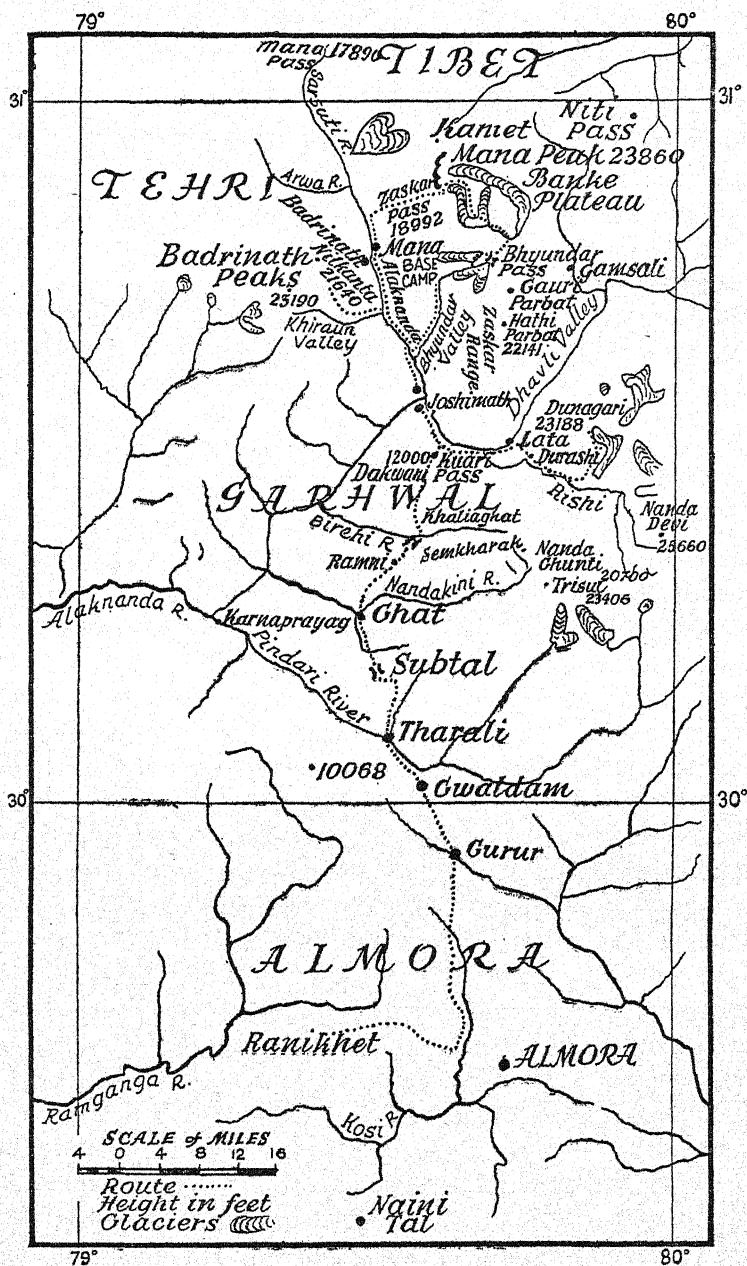 79°
80°
Mana 17890
Pass
TIBET
31°
31°
Sarsuti R.
Niti
Pass
Kamet
Mana Peak 23860
Banke
Plateau
TEHRI
Arwa R.
Zaskar
Pass
18992
Badrinath
Mana
Badrinath
Peaks
23190
Nilkanta
21640
Alaknanda
BASE
CAMP
Bhyundar
Pass
Gamsali
Gauri
Parbat
Hathi
Parbat
22141
Khiraun
Valley
Bhyundar
Valley
Zaskar
Range
Dhavli Valley
Joshimath
Dunagiri
23188
Lata
Durashi
12000
Kuari
Dakwani Pass
Rishi
GARHWAL
Khaliaghat
Nanda
Devi
25660
Birehi R.
Semkharak
Ramni
Nanda
Ghunti
20700
Nandakini R.
Trisul
23406
Alaknanda R.
Karnaprayag
Ghat
Pindari River
Subtal
Tharali
10068
Gwaldam
30°
30°
Gurur
ALMORA
Ranikhet
ALMORA
Ramganga R.
Kosi R.
SCALE of MILES
4 0 4 8 12 16
Route
Height in feet
Glaciers
Naini
Tal
79°
80°